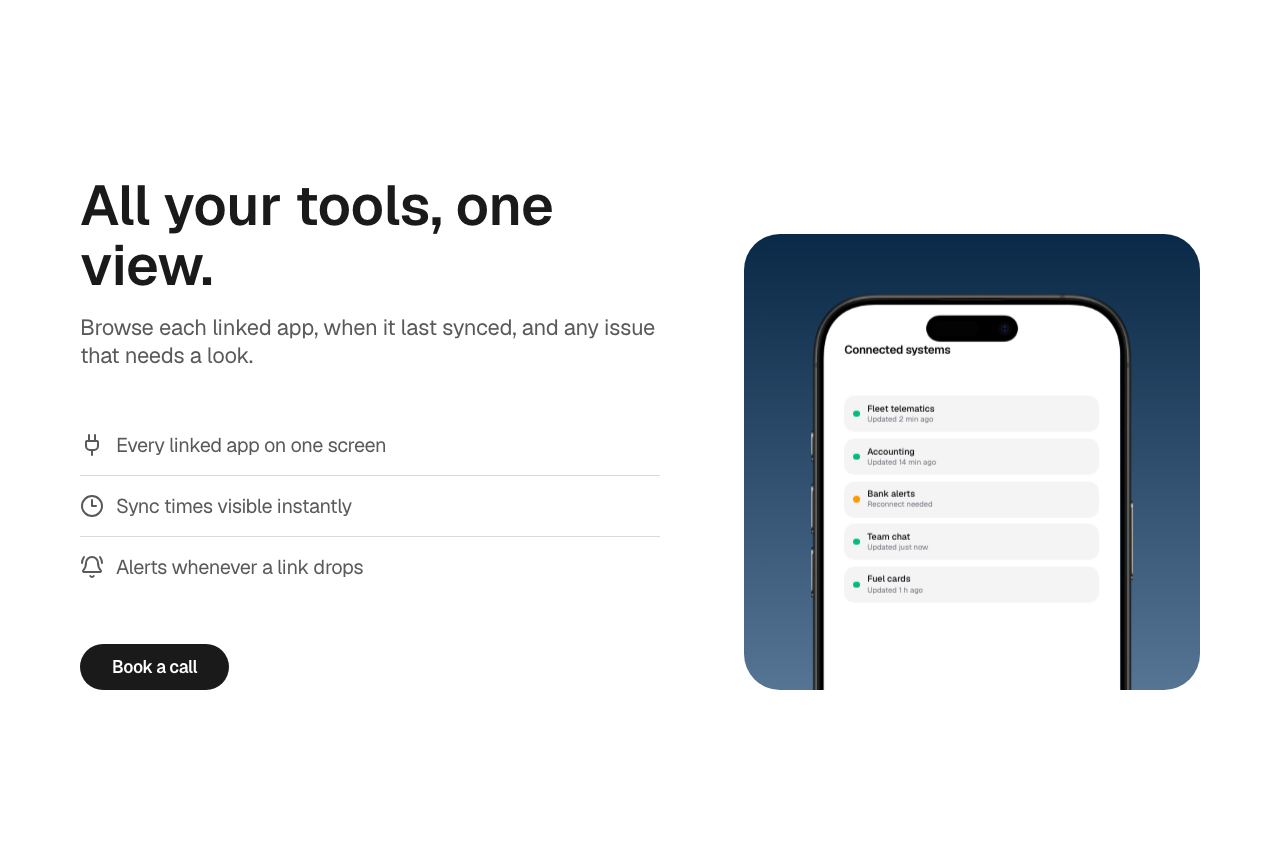 All your tools, one
view.
Browse each linked app, when it last synced, and any issue
that needs a look.
Every linked app on one screen
Sync times visible instantly
Alerts whenever a link drops
Book a call
Connected systems
Fleet telematics
Updated 2 min ago
Accounting
Updated 14 min ago
Bank alerts
Reconnect needed
Team chat
Updated just now
Fuel cards
Updated 1 h ago